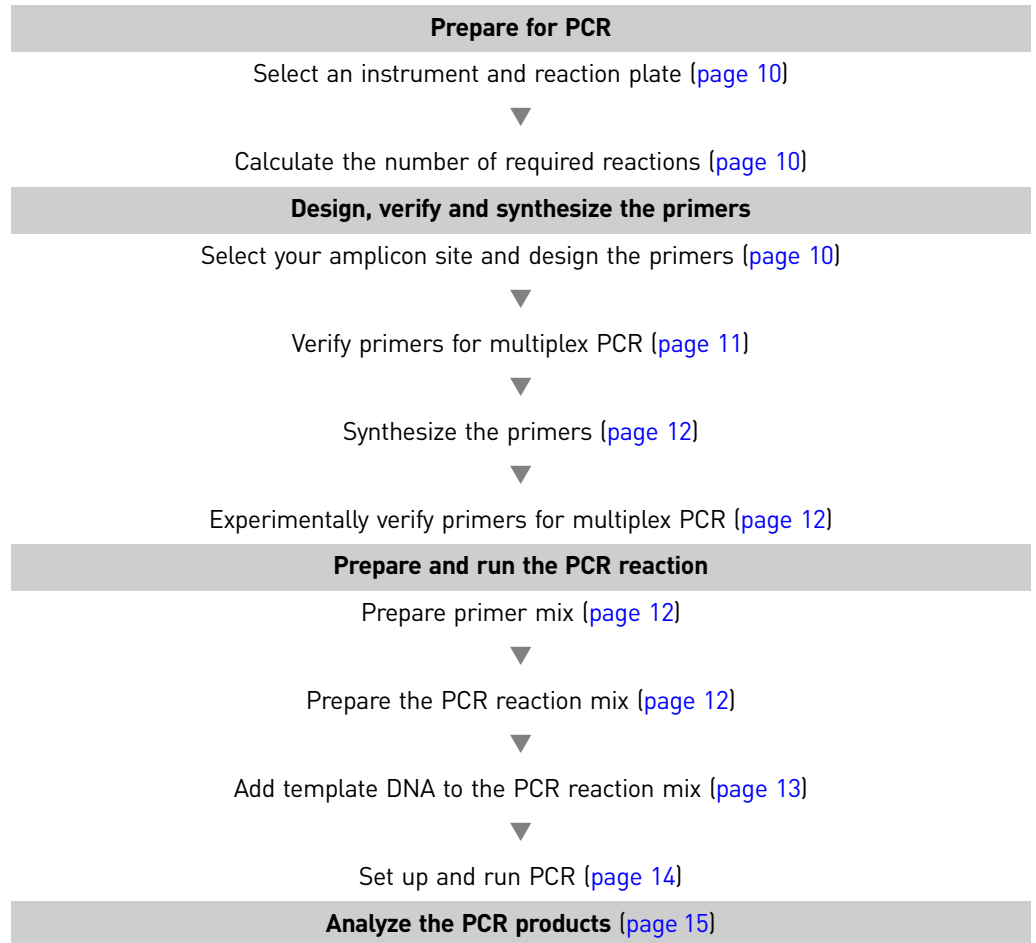 Prepare for PCR
Select an instrument and reaction plate (page 10)
Calculate the number of required reactions (page 10)
Design, verify and synthesize the primers
Select your amplicon site and design the primers (page 10)
Verify primers for multiplex PCR (page 11)
Synthesize the primers (page 12)
Experimentally verify primers for multiplex PCR (page 12)
Prepare and run the PCR reaction
Prepare primer mix (page 12)
Prepare the PCR reaction mix (page 12)
Add template DNA to the PCR reaction mix (page 13)
Set up and run PCR (page 14)
Analyze the PCR products (page 15)